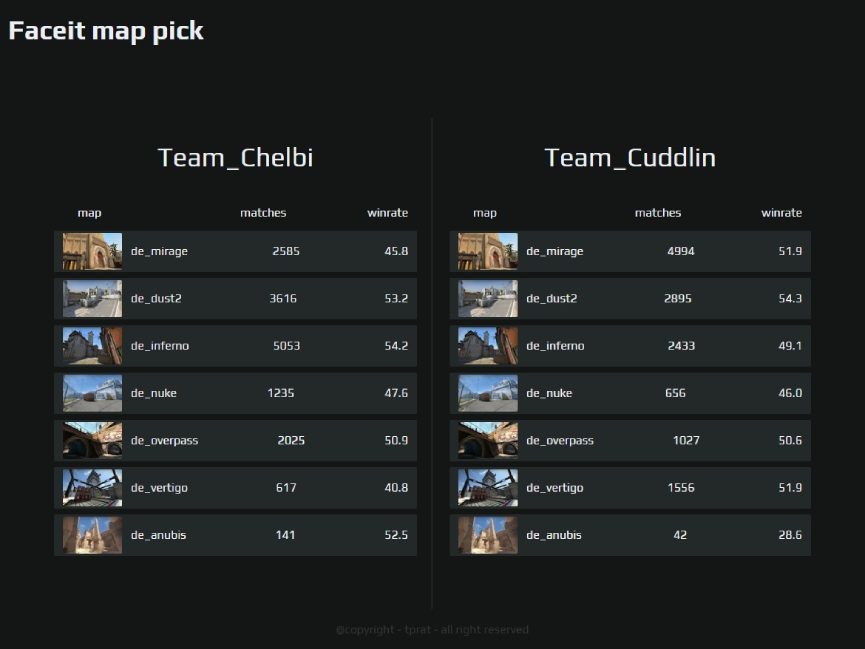 Faceit map pick
Team_Chelbi
map matches winrate
de_mirage 2585 45.8
de_dust2 3616 53.2
de_inferno 5053 54.2
de_nuke 1235 47.6
de_overpass 2025 50.9
de_vertigo 617 40.8
de_anubis 141 52.5
Team_Cuddlin
map matches winrate
de_mirage 4994 51.9
de_dust2 2895 54.3
de_inferno 2433 49.1
de_nuke 656 46.0
de_overpass 1027 50.6
de_vertigo 1556 51.9
de_anubis 42 28.6
©copyright - tprat - all right reserved